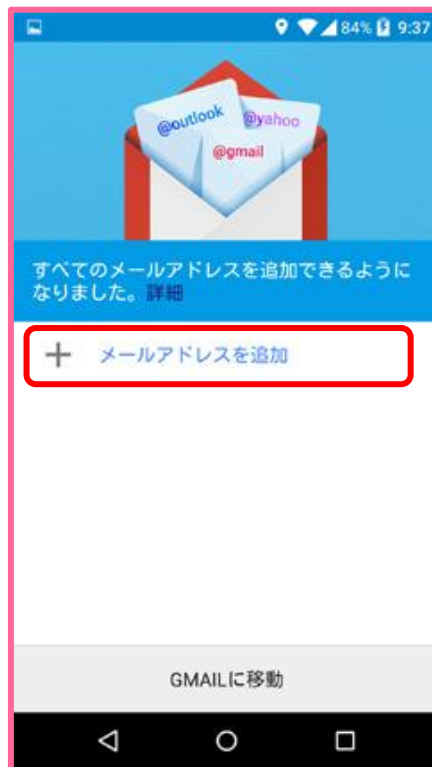 84% 9:37
@outlook
@yahoo
@gmail
すべてのメールアドレスを追加できるように
なりました。詳細
メールアドレスを追加
GMAILに移動